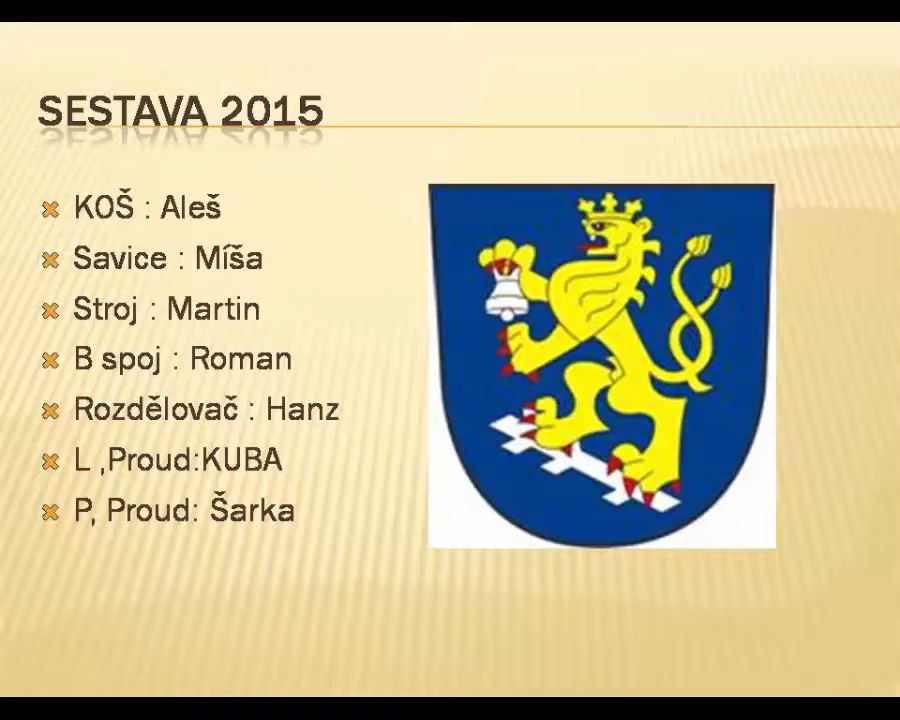 SESTAVA 2015
KOŠ : Aleš
Savice : Míša
Stroj : Martin
B spoj : Roman
Rozdělovač : Hanz
L ,Proud:KUBA
P, Proud: Šarka